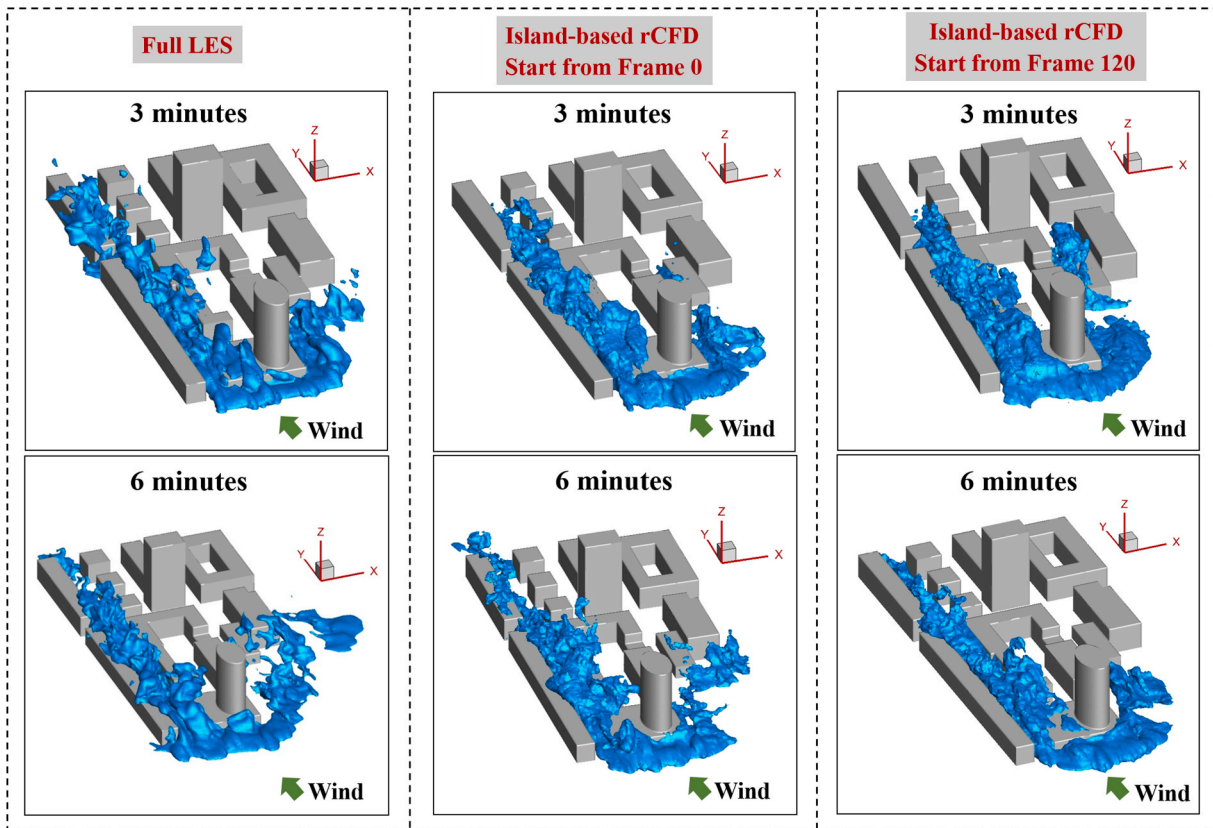 Full LES
Island-based rCFD
Start from Frame 0
Island-based rCFD
Start from Frame 120
3 minutes
Z
Y
X
Wind
3 minutes
Z
Y
X
Wind
3 minutes
Z
Y
X
Wind
6 minutes
Z
Y
X
Wind
6 minutes
Z
Y
X
Wind
6 minutes
Z
Y
X
Wind